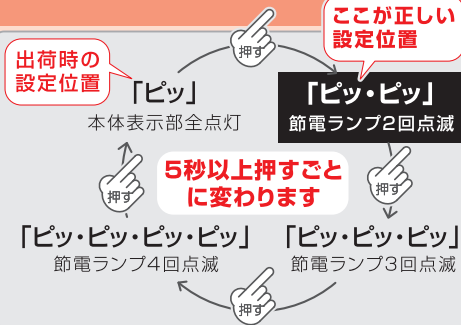 ここが正しい
設定位置
押す
出荷時の
設定位置
「ピッ」
本体表示部全点灯
「ピッ・ピッ」
節電ランプ2回点滅
5秒以上押すごと
に変わります
押す
押す
「ピッ・ピッ・ピッ・ピッ」
節電ランプ4回点滅
「ピッ・ピッ・ピッ」
節電ランプ3回点滅
押す